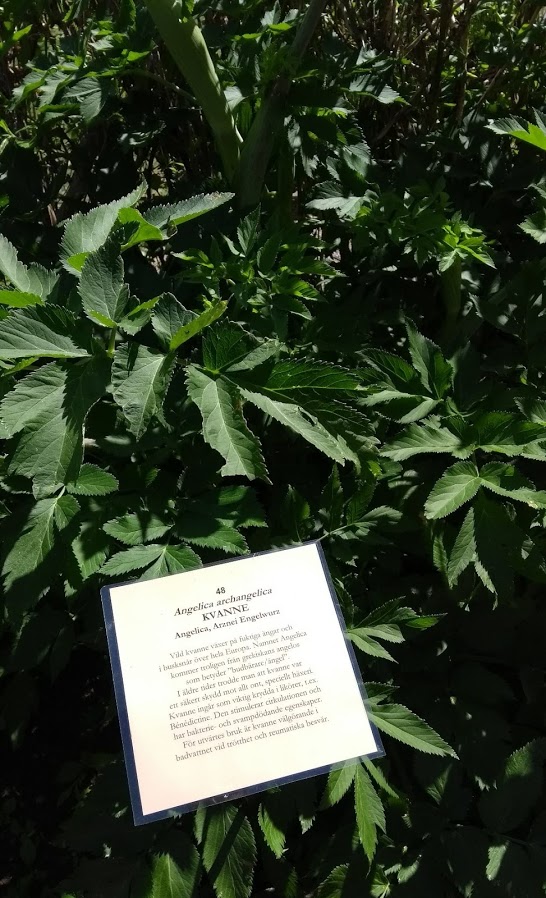 48
Angelica archangelica
KVANNE
Angelica, Arznei Engelwurz
Vild kvanne växer på fuktiga ängar och
i busksnår över hela Europa. Namnet Angelica
kommer troligen från grekiskans angelos
som betyder "budbärare/ängel".
I äldre tider trodde man att kvanne var
ett säkert skydd mot allt ont, speciellt häxeri.
Kvanne ingår som viktig krydda i likörer, t.ex.
Bénédictine. Den stimulerar cirkulationen och
har bakterie- och svampdödande egenskaper.
För utvärtes bruk är kvanne välgörande i
badvattnet vid trötthet och reumatiska besvär.